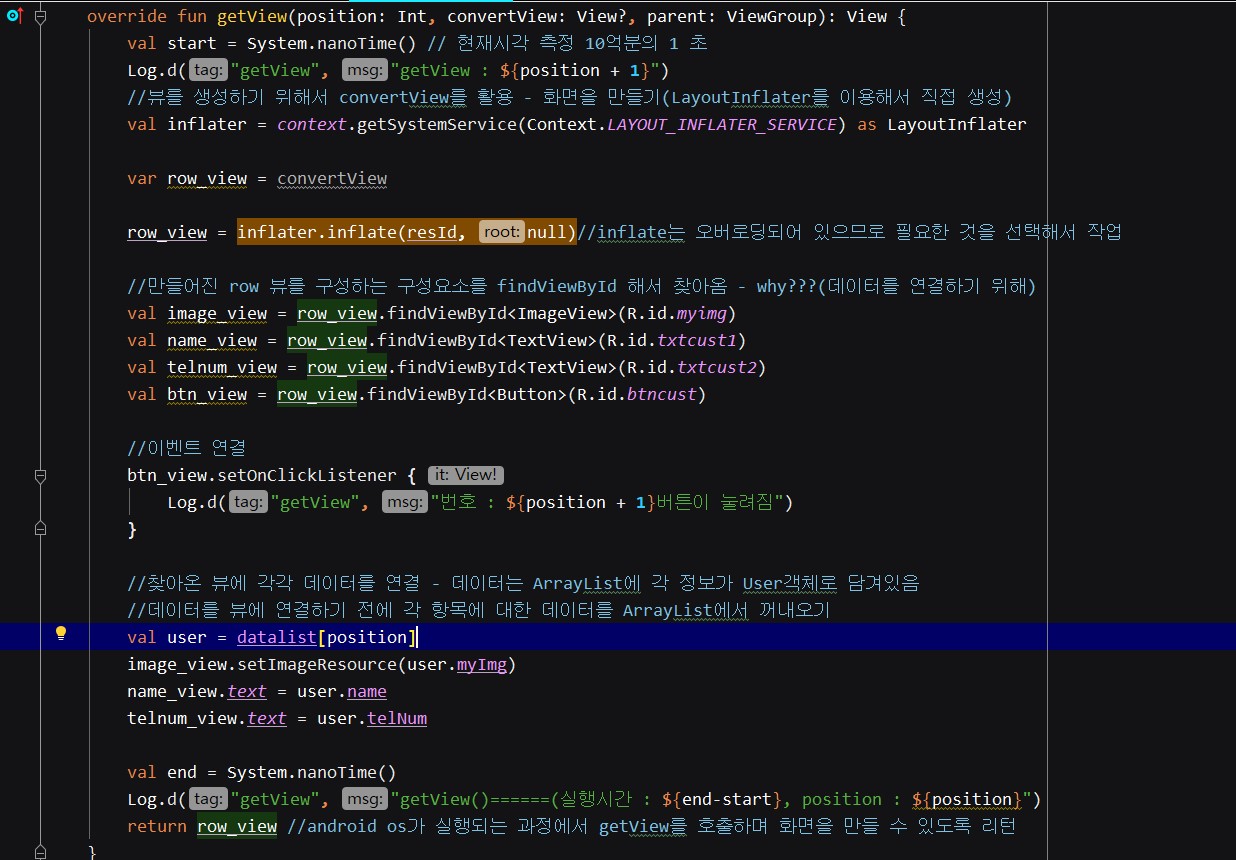 override fun getView(position: Int, convertView: View?, parent: ViewGroup): View {
val start = System.nanoTime() // 현재시각 측정 10억분의 1 초
Log.d( tag: "getView", msg: "getView : ${position + 1}")
//뷰를 생성하기 위해서 convertView를 활용 - 화면을 만들기(LayoutInflater를 이용해서 직접 생성)
val inflater = context.getSystemService(Context.LAYOUT_INFLATER_SERVICE) as LayoutInflater
var row_view = convertView
row_view = inflater.inflate(resId, root: null)//inflate는 오버로딩되어 있으므로 필요한 것을 선택해서 작업
//만들어진 row 뷰를 구성하는 구성요소를 findViewById 해서 찾아옴 - why???(데이터를 연결하기 위해)
val image_view = row_view.findViewById<ImageView>(R.id.myimg)
val name_view = row_view.findViewById<TextView>(R.id.txtcust1)
val telnum_view = row_view.findViewById<TextView>(R.id.txtcust2)
val btn_view = row_view.findViewById<Button>(R.id.btncust)
//이벤트 연결
btn_view.setOnClickListener { it: View!
Log.d( tag: "getView", msg: "번호 : ${position + 1}버튼이 눌려짐")
}
//찾아온 뷰에 각각 데이터를 연결 - 데이터는 ArrayList에 각 정보가 User객체로 담겨있음
//데이터를 뷰에 연결하기 전에 각 항목에 대한 데이터를 ArrayList에서 꺼내오기
val user = datalist[position]
image_view.setImageResource(user.myImg)
name_view.text = user.name
telnum_view.text = user.telNum
val end = System.nanoTime()
Log.d( tag: "getView", msg: "getView()======(실행시간 : ${end-start}, position : ${position}")
return row_view //android os가 실행되는 과정에서 getView를 호출하며 화면을 만들 수 있도록 리턴
}